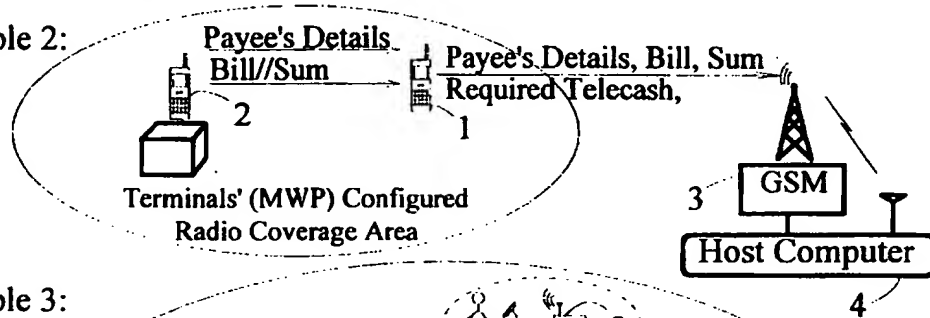 ple 2:
Payee's Details
Bill//Sum
2
1
Payee's Details, Bill, Sum
Required Telecash,
Terminals' (MWP) Configured
Radio Coverage Area
3
GSM
Host Computer
4
ple 3: